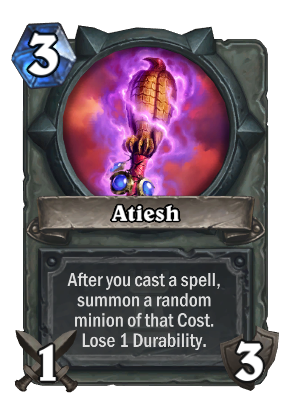 3
Atiesh
After you cast a spell,
summon a random
minion of that Cost.
Lose 1 Durability.
1 3